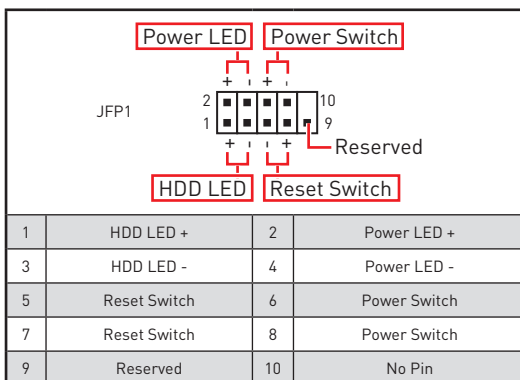 Power LED Power Switch
+ - + -
2 10
JFP1
1 9
+ - - +
Reserved
HDD LED Reset Switch
1 HDD LED + 2 Power LED +
3 HDD LED - 4 Power LED -
5 Reset Switch 6 Power Switch
7 Reset Switch 8 Power Switch
9 Reserved 10 No Pin